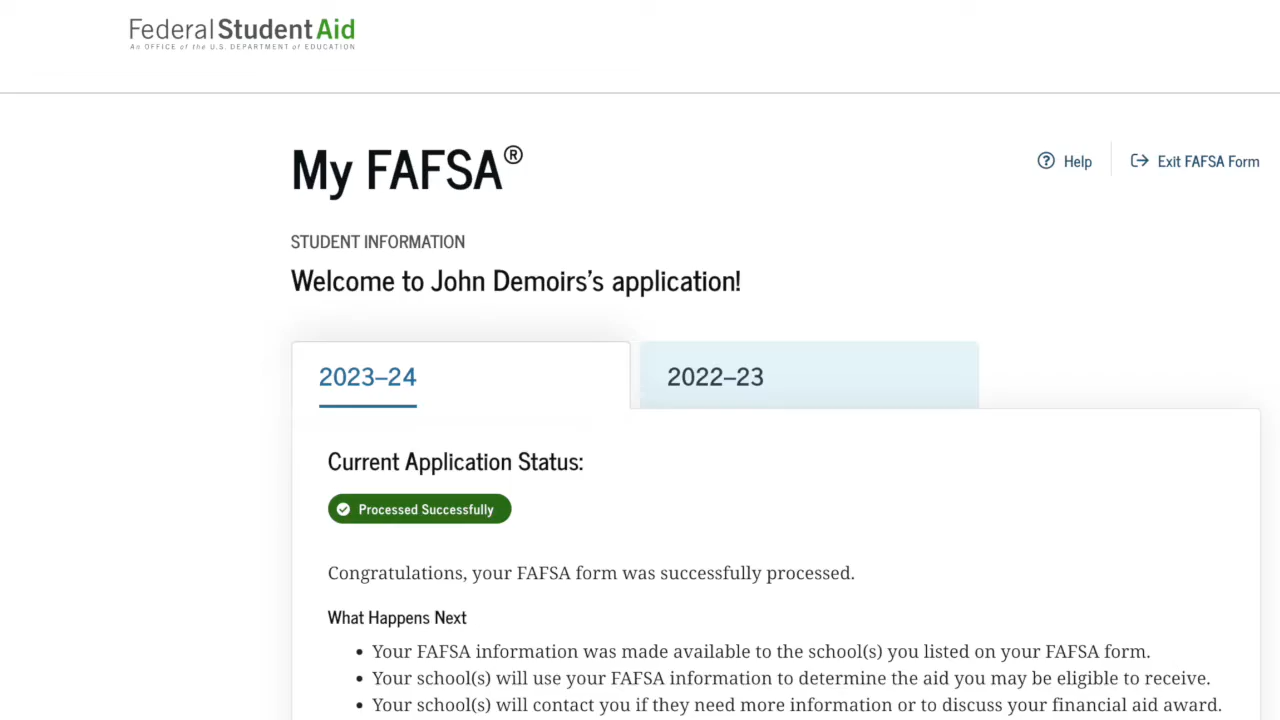 Federal Student Aid
An OFFICE of the U.S. DEPARTMENT of EDUCATION
My FAFSA®
Help
Exit FAFSA Form
STUDENT INFORMATION
Welcome to John Demoirs's application!
2023–24
2022–23
Current Application Status:
Processed Successfully
Congratulations, your FAFSA form was successfully processed.
What Happens Next
• Your FAFSA information was made available to the school(s) you listed on your FAFSA form.
• Your school(s) will use your FAFSA information to determine the aid you may be eligible to receive.
• Your school(s) will contact you if they need more information or to discuss your financial aid award.